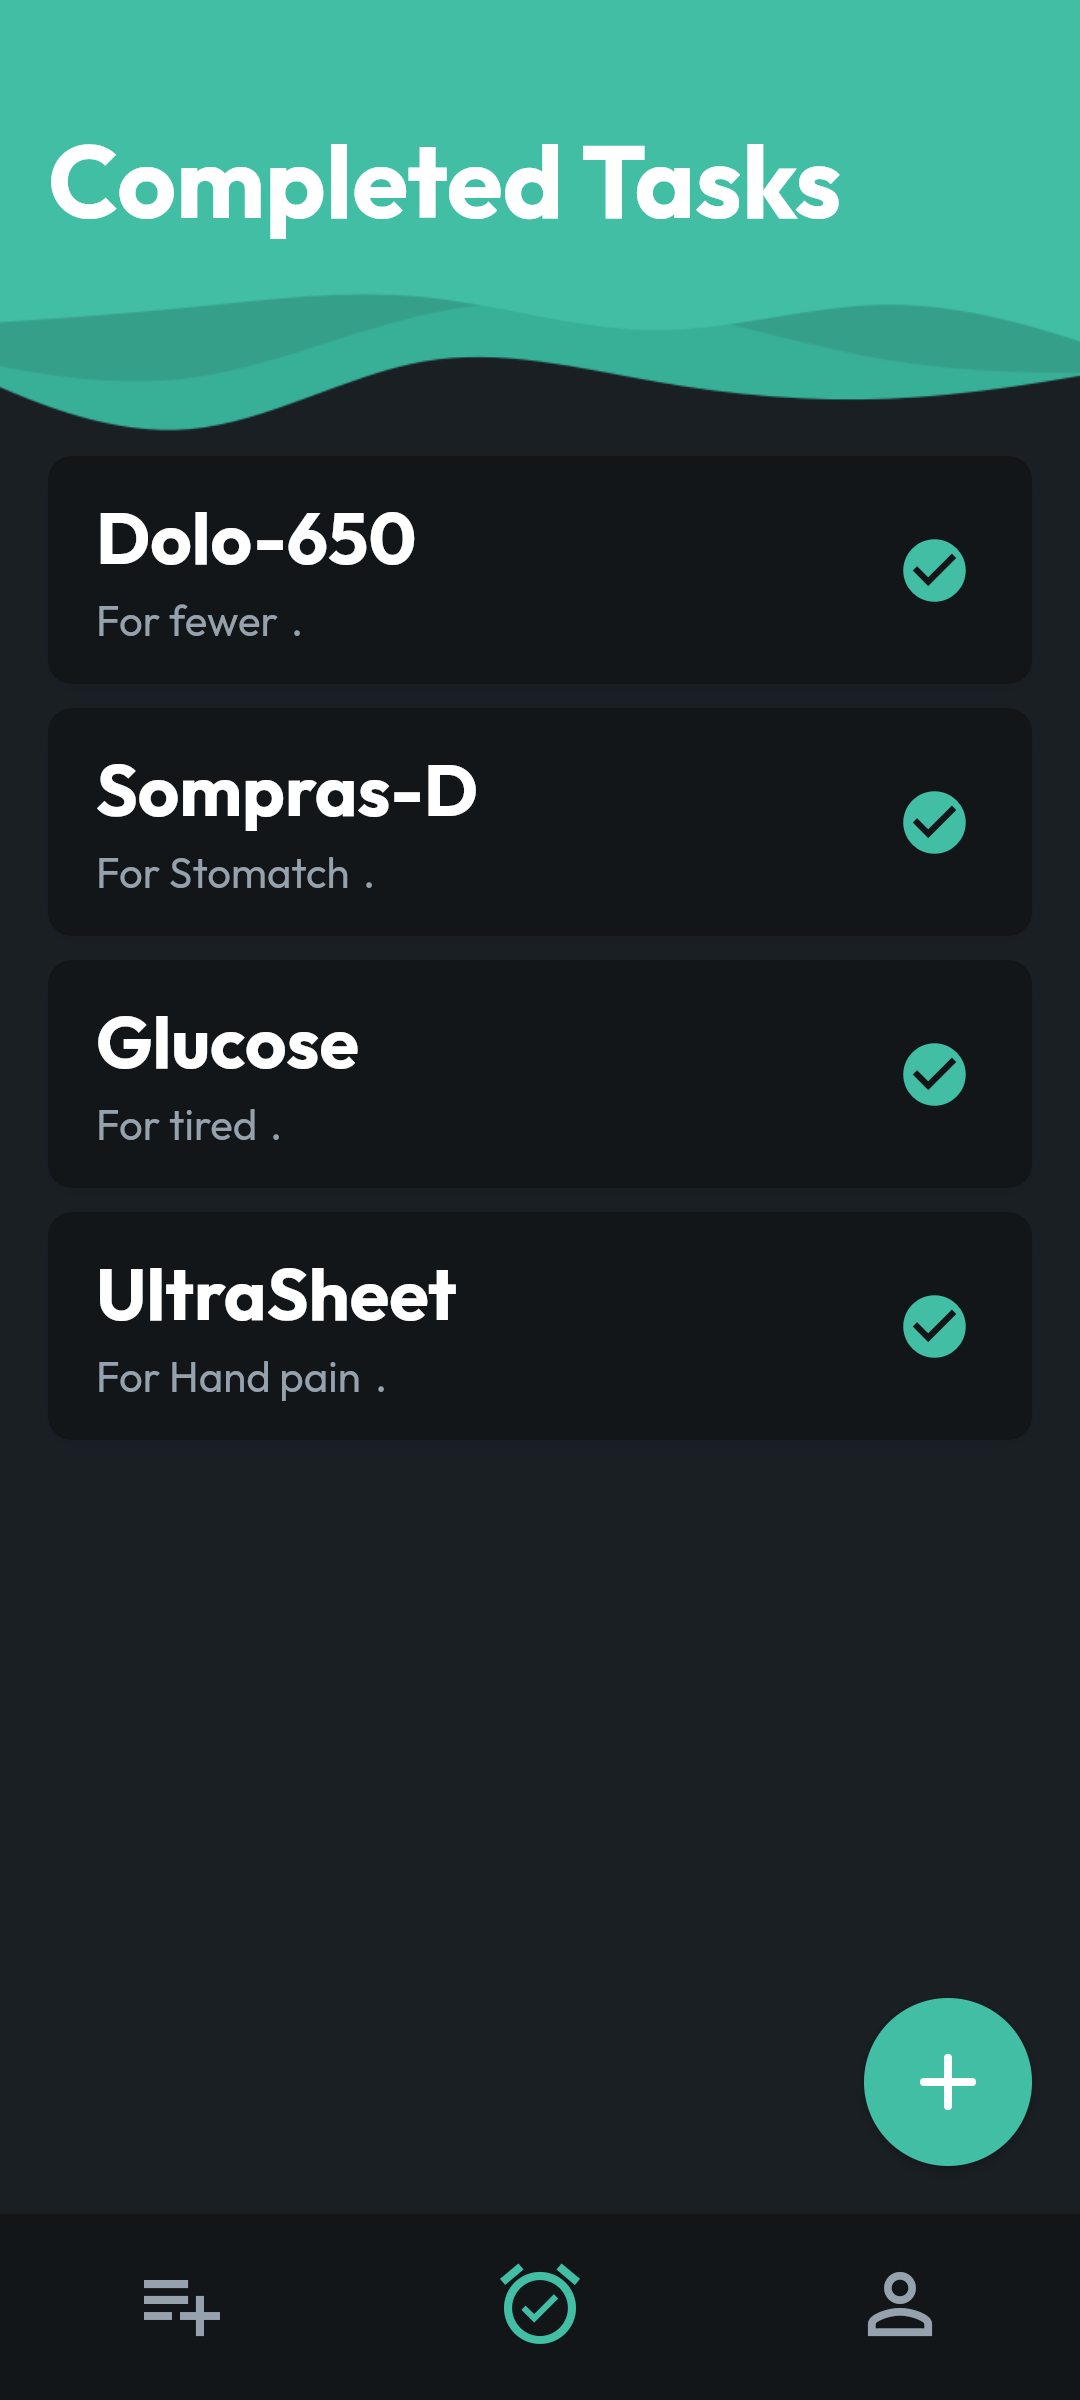 Completed Tasks
Dolo-650
For fewer .
Sompras-D
For Stomatch .
Glucose
For tired .
UltraSheet
For Hand pain .